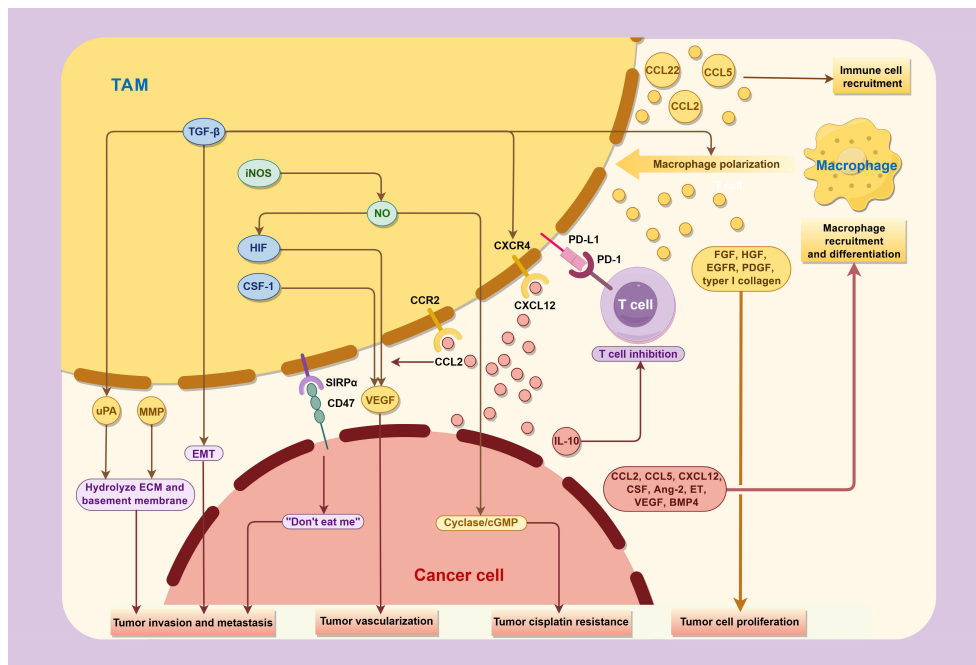 TAM
CCL22
CCL5
CCL2
Immune cell
recruitment
TGF-β
Macrophage polarization
Macrophage
iNOS
NO
Macrophage
recruitment
and differentiation
HIF
CXCR4
PD-L1
PD-1
FGF, HGF,
EGFR, PDGF,
typer I collagen
CSF-1
CCR2
CXCL12
T cell
T cell inhibition
CCL2
SIRPα
CD47
VEGF
uPA
MMP
EMT
IL-10
Hydrolyze ECM and
basement membrane
CCL2, CCL5, CXCL12,
CSF, Ang-2, ET,
VEGF, BMP4
"Don't eat me"
Cyclase/cGMP
Cancer cell
Tumor invasion and metastasis
Tumor vascularization
Tumor cisplatin resistance
Tumor cell proliferation